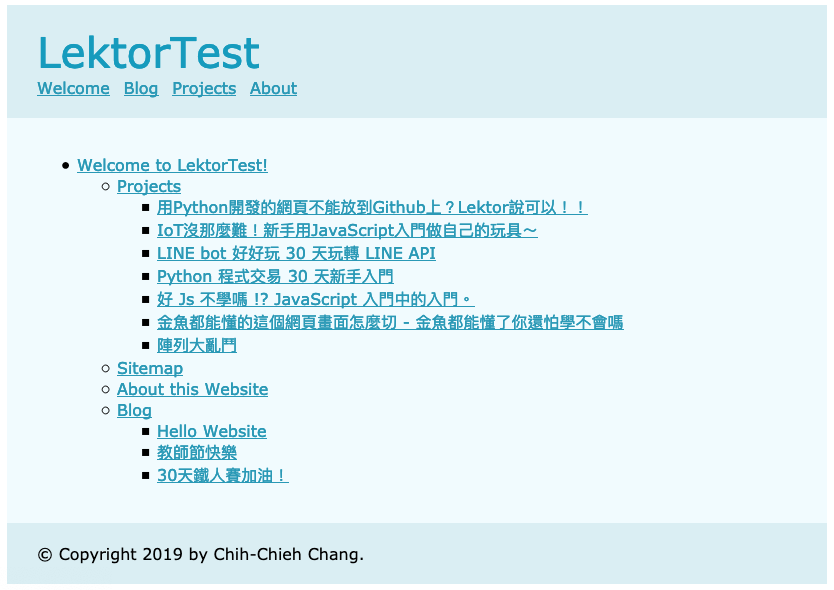 LektorTest
Welcome Blog Projects About
Welcome to LektorTest!
Projects
用Python開發的網頁不能放到Github上？Lektor說可以！！
IoT沒那麼難！新手用JavaScript入門做自己的玩具～
LINE bot 好好玩 30 天玩轉 LINE API
Python 程式交易 30 天新手入門
好 Js 不學嗎 !? JavaScript 入門中的入門。
金魚都能懂的這個網頁畫面怎麼切 - 金魚都能懂了你還怕學不會嗎
陣列大亂鬥
Sitemap
About this Website
Blog
Hello Website
教師節快樂
30天鐵人賽加油！
© Copyright 2019 by Chih-Chieh Chang.